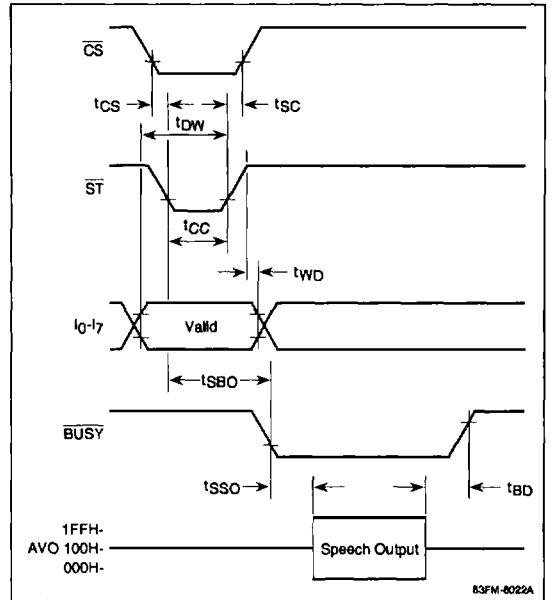 CS
tCS
tSC
tDW
ST
tCC
tWD
I0-I7
Valid
tSBO
BUSY
tSSO
tBD
1FFH-
AVO 100H-
Speech Output
000H-
83FM-8022A